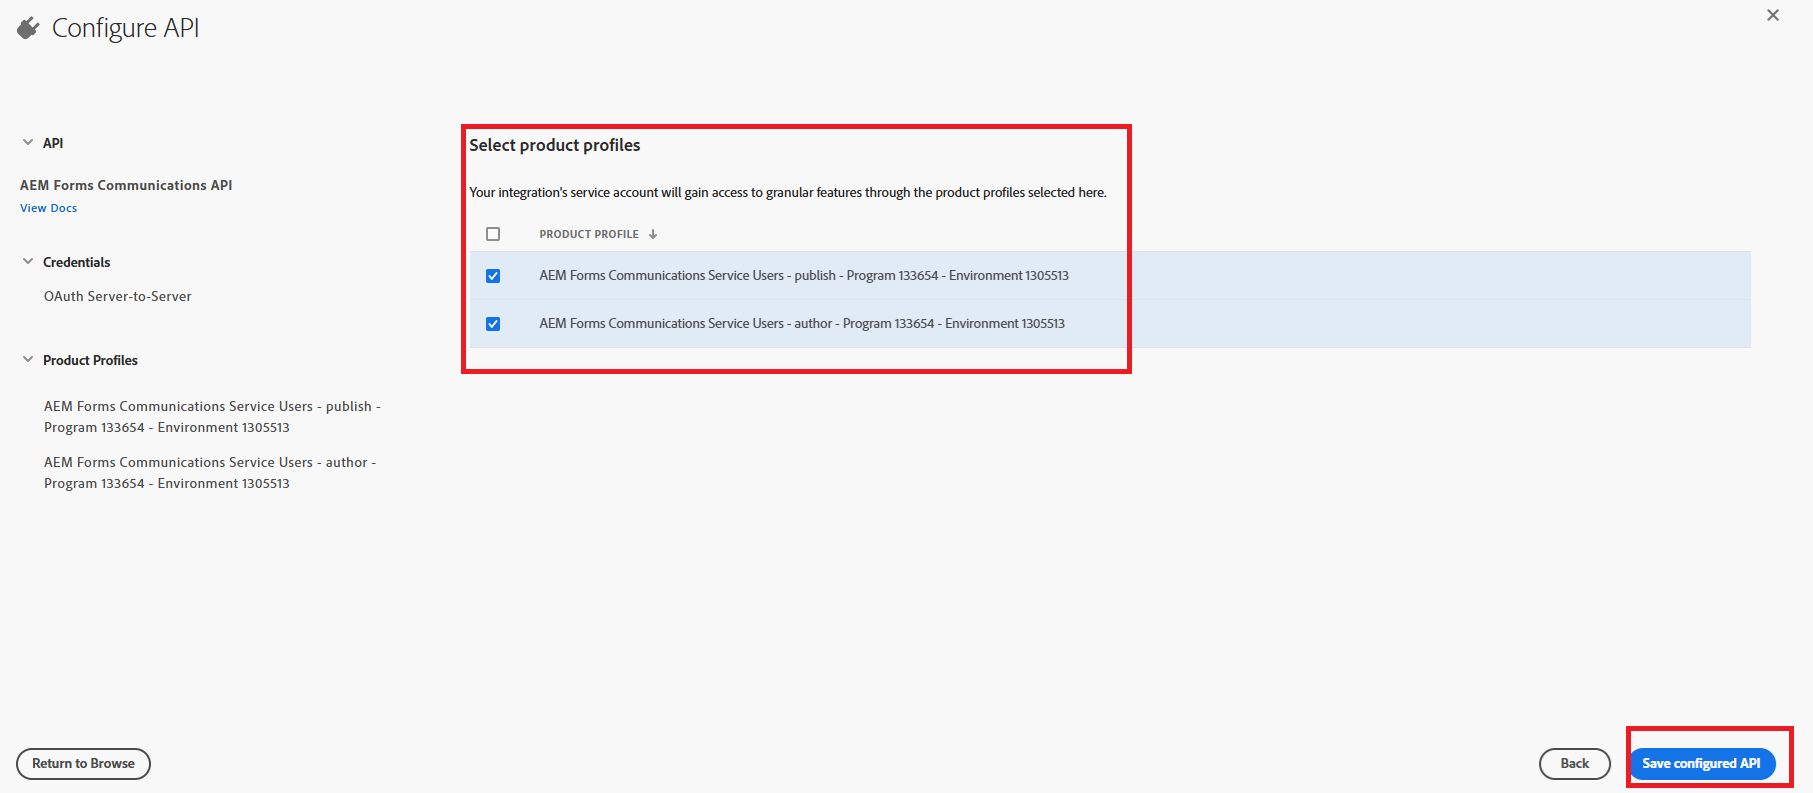 Configure API
API
AEM Forms Communications API
View Docs
Credentials
OAuth Server-to-Server
Product Profiles
AEM Forms Communications Service Users - publish -
Program 133654 - Environment 1305513
AEM Forms Communications Service Users - author -
Program 133654 - Environment 1305513
Select product profiles
Your integration's service account will gain access to granular features through the product profiles selected here.
PRODUCT PROFILE
AEM Forms Communications Service Users - publish - Program 133654 - Environment 1305513
AEM Forms Communications Service Users - author - Program 133654 - Environment 1305513
Return to Browse
Back
Save configured API